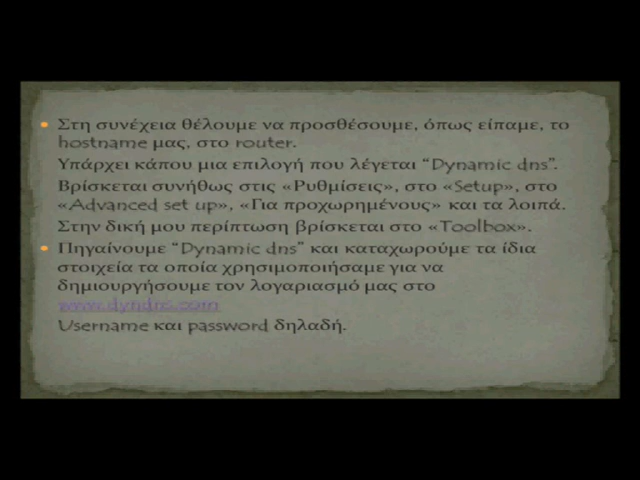 Στη συνέχεια θέλουμε να προσθέσουμε, όπως είπαμε, το
hostname μας, στο router.
Υπάρχει κάπου μια επιλογή που λέγεται “Dynamic dns”.
Βρίσκεται συνήθως στις «Ρυθμίσεις», στο «Setup», στο
«Advanced set up», «Για προχωρημένους» και τα λοιπά.
Στην δική μου περίπτωση βρίσκεται στο «Toolbox».
Πηγαίνουμε “Dynamic dns” και καταχωρούμε τα ίδια
στοιχεία τα οποία χρησιμοποιήσαμε για να
δημιουργήσουμε τον λογαριασμό μας στο
www.dyndns.com
Username και password δηλαδή.